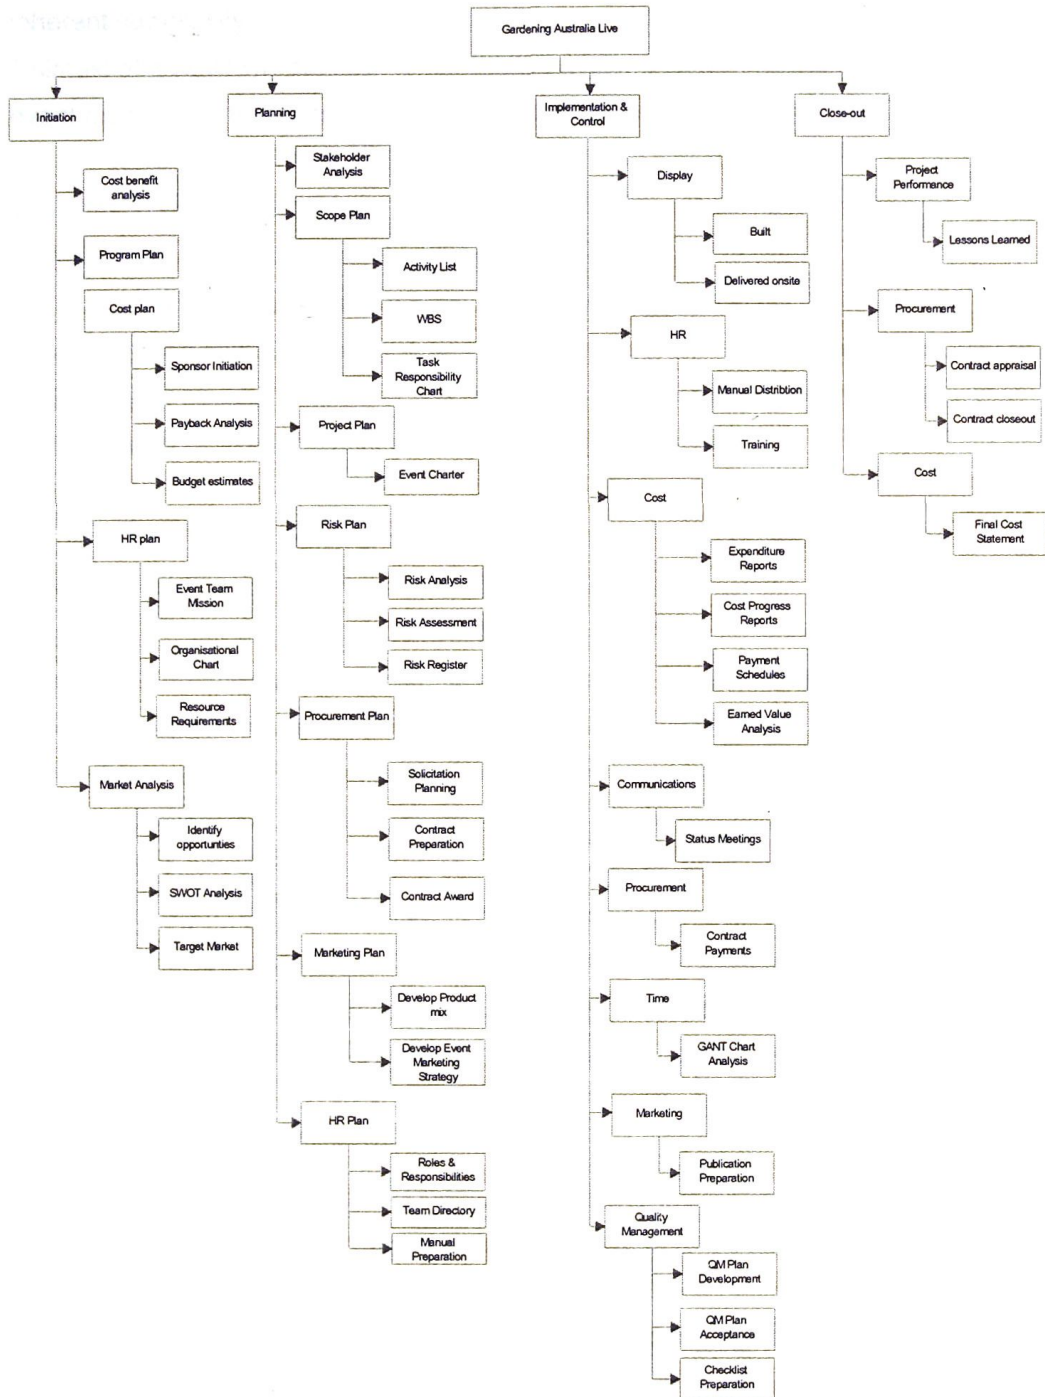 Gardening Australia Live
Initiation
Cost benefit
analysis
Program Plan
Cost plan
Sponsor Initiation
Payback Analysis
Budget estimates
HR plan
Event Team
Mission
Organisational
Chart
Resource
Requirements
Market Analysis
Identify
opportunties
SWOT Analysis
Target Market
Planning
Stakeholder
Analysis
Scope Plan
Activity List
WBS
Task
Responsibility
Chart
Project Plan
Event Charter
Risk Plan
Risk Analysis
Risk Assessment
Risk Register
Procurement Plan
Solicitation
Planning
Contract
Preparation
Contract Award
Marketing Plan
Develop Product
mix
Develop Event
Marketing
Strategy
HR Plan
Roles &
Responsibilities
Team Directory
Manual
Preparation
Implementation &
Control
Display
Built
Delivered onsite
HR
Manual Distribtion
Training
Cost
Expenditure
Reports
Cost Progress
Reports
Payment
Schedules
Earned Value
Analysis
Communications
Status Meetings
Procurement
Contract
Payments
Time
GANT Chart
Analysis
Marketing
Publication
Preparation
Quality
Management
QM Plan
Development
QM Plan
Acceptance
Checklist
Preparation
Close-out
Project
Performance
Lessons Learned
Procurement
Contract appraisal
Contract closeout
Cost
Final Cost
Statement